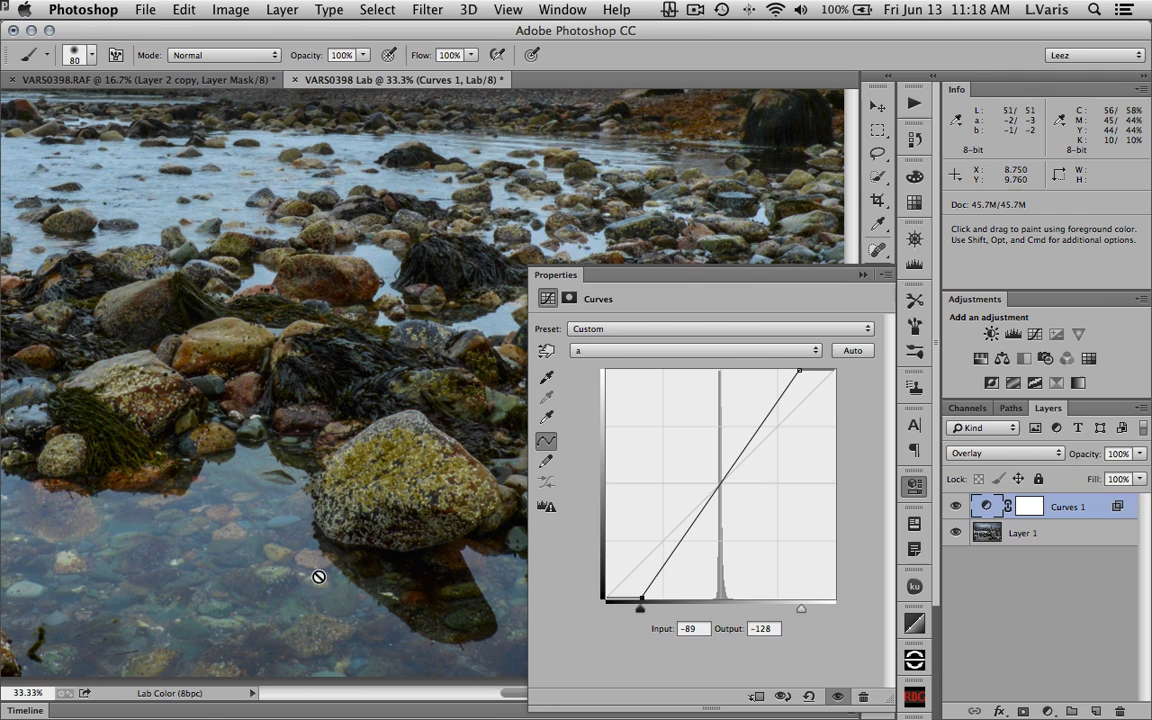 Photoshop File Edit Image Layer Type Select Filter 3D View Window Help 100% Fri Jun 13 11:18 AM L.Varis
Adobe Photoshop CC
80 Mode: Normal Opacity: 100% Flow: 100% Leez
× VARS0398.RAF @ 16.7% (Layer 2 copy, Layer Mask/8) * × VARS0398 Lab @ 33.3% (Curves 1, Lab/8) *
Info
L: 51/ 51 C: 56/ 58%
a: -2/ -3 M: 45/ 44%
b: -1/ -2 Y: 44/ 44%
K: 10/ 10%
8-bit 8-bit
X: 8.750 W:
Y: 9.760 H:
Doc: 45.7M/45.7M
Click and drag to paint using foreground color.
Use Shift, Opt, and Cmd for additional options.
Properties
Curves
Preset: Custom
a Auto
Input: -89 Output: -128
Adjustments
Add an adjustment
Channels Paths Layers
Kind
Overlay Opacity: 100%
Lock: Fill: 100%
Curves 1
Layer 1
A
ku
RBG
33.33% Lab Color (8bpc)
Timeline
fx